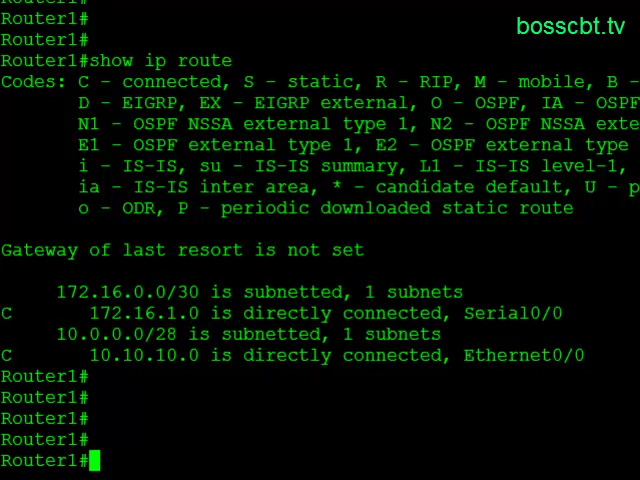 Router1#
Router1#
bosscbt.tv
Router1#
Router1#show ip route
Codes: C - connected, S - static, R - RIP, M - mobile, B -
D - EIGRP, EX - EIGRP external, O - OSPF, IA - OSPF
N1 - OSPF NSSA external type 1, N2 - OSPF NSSA exte
E1 - OSPF external type 1, E2 - OSPF external type
i - IS-IS, su - IS-IS summary, L1 - IS-IS level-1,
ia - IS-IS inter area, * - candidate default, U - p
o - ODR, P - periodic downloaded static route
Gateway of last resort is not set
172.16.0.0/30 is subnetted, 1 subnets
C 172.16.1.0 is directly connected, Serial0/0
10.0.0.0/28 is subnetted, 1 subnets
C 10.10.10.0 is directly connected, Ethernet0/0
Router1#
Router1#
Router1#
Router1#
Router1#